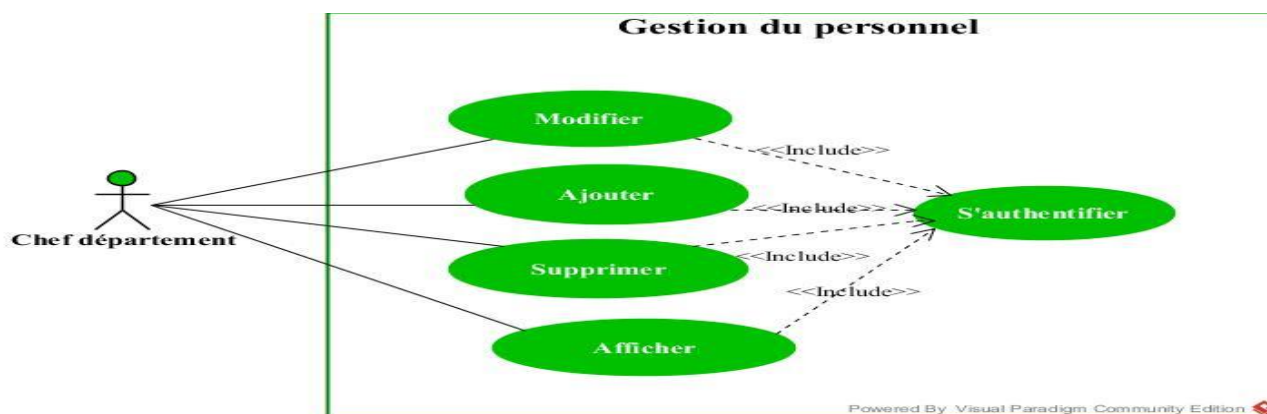 Gestion du personnel
Modifier
<<Include>>
Ajouter
<<Include>>
S'authentifier
Chef département
Supprimer
<<Include>>
<<Include>>
Afficher
Powered By Visual Paradigm Community Edition